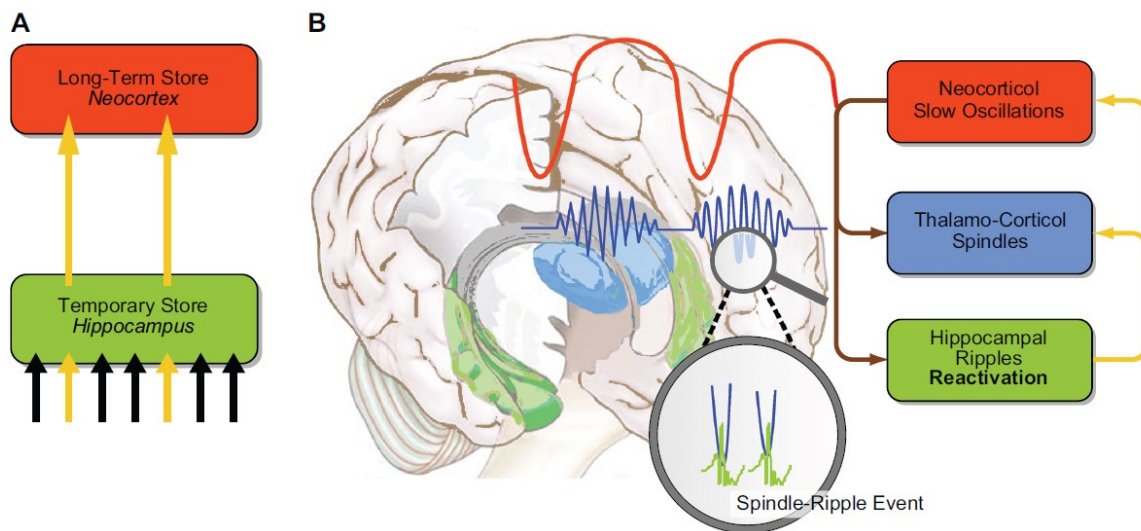 A
Long-Term Store
Neocortex
Temporary Store
Hippocampus
B
Neocorticol
Slow Oscillations
Thalamo-Corticol
Spindles
Hippocampal
Ripples
Reactivation
Spindle-Ripple Event